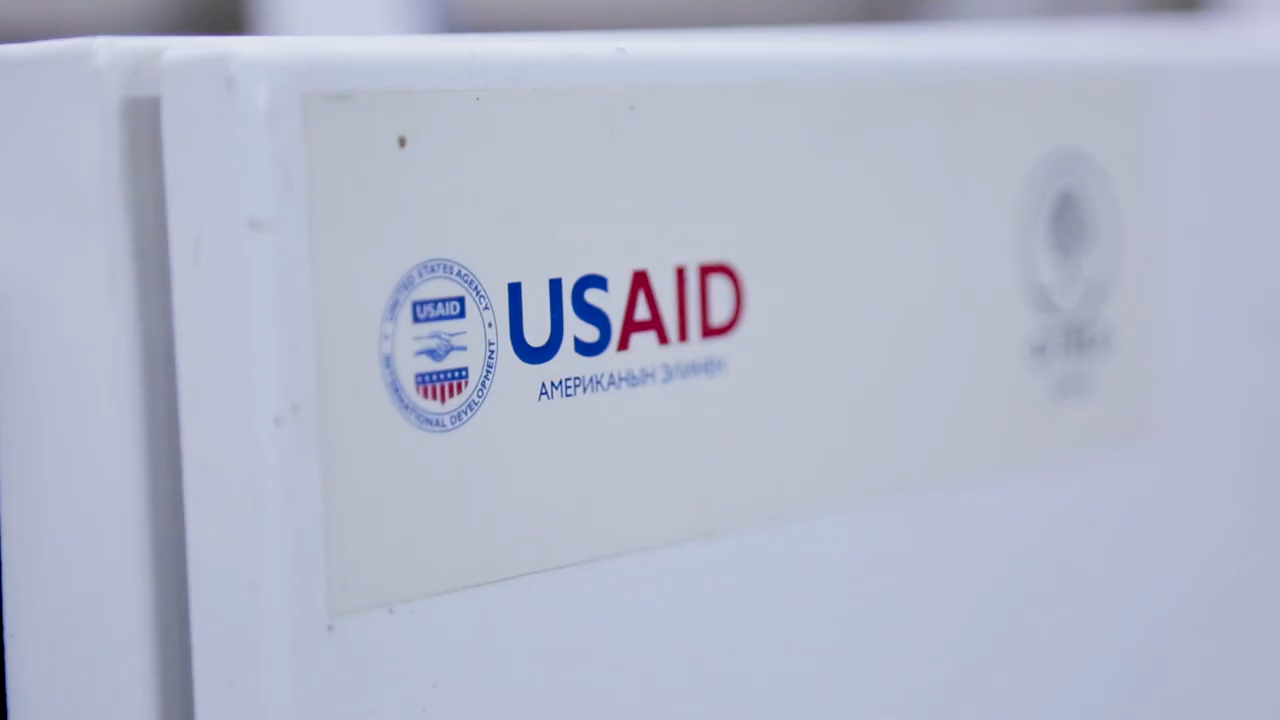 UNITED STATES AGENCY
USAID
INTERNATIONAL DEVELOPMENT
USAID
АМЕРИКАНЫН ЭЛИНЕН